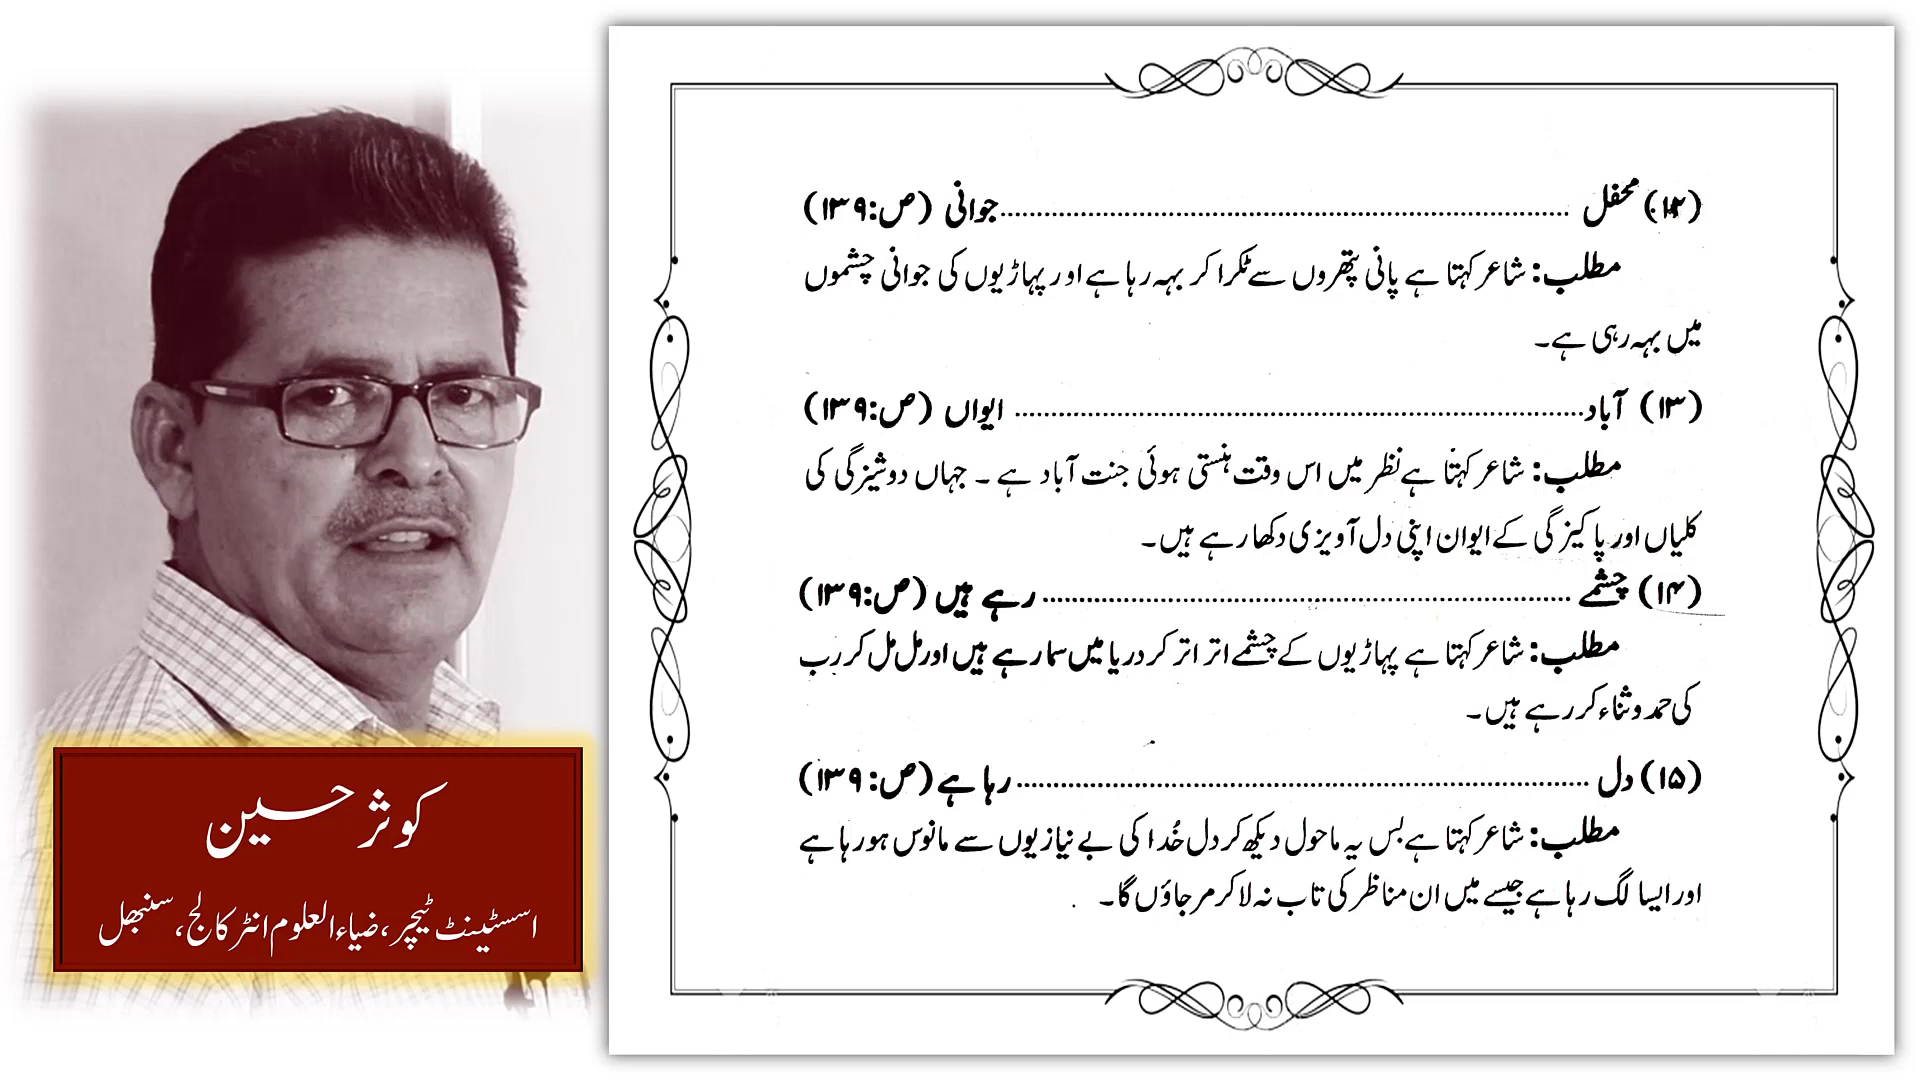 (۱۲) محفل ........................ جوانی (ص:۱۳۹)
مطلب: شاعر کہتا ہے پانی پتھروں سے ٹکرا کر بہہ رہا ہے اور پہاڑیوں کی جوانی چشموں
میں بہہ رہی ہے۔
(۱۳) آباد ........................ ایواں (ص:۱۳۹)
مطلب: شاعر کہتا ہے نظر میں اس وقت ہنستی ہوئی جنت آباد ہے ۔ جہاں دوشیزگی کی
کلیاں اور پاکیزگی کے ایوان اپنی دل آویزی دکھا رہے ہیں۔
(۱۴) چشمے ........................ رہے ہیں (ص:۱۳۹)
مطلب: شاعر کہتا ہے پہاڑیوں کے چشمے اتر اتر کر دریا میں سما رہے ہیں اور مل مل کر رب
کی حمد و ثناء کر رہے ہیں۔
(۱۵) دل ........................ رہا ہے (ص:۱۳۹)
مطلب: شاعر کہتا ہے بس یہ ماحول دیکھ کر دل خُدا کی بے نیازیوں سے مانوس ہو رہا ہے
اور ایسا لگ رہا ہے جیسے میں ان مناظر کی تاب نہ لا کر مر جاؤں گا۔
کوثر حسین
اسسٹینٹ ٹیچر، ضیاء العلوم انٹر کالج، سنبھل